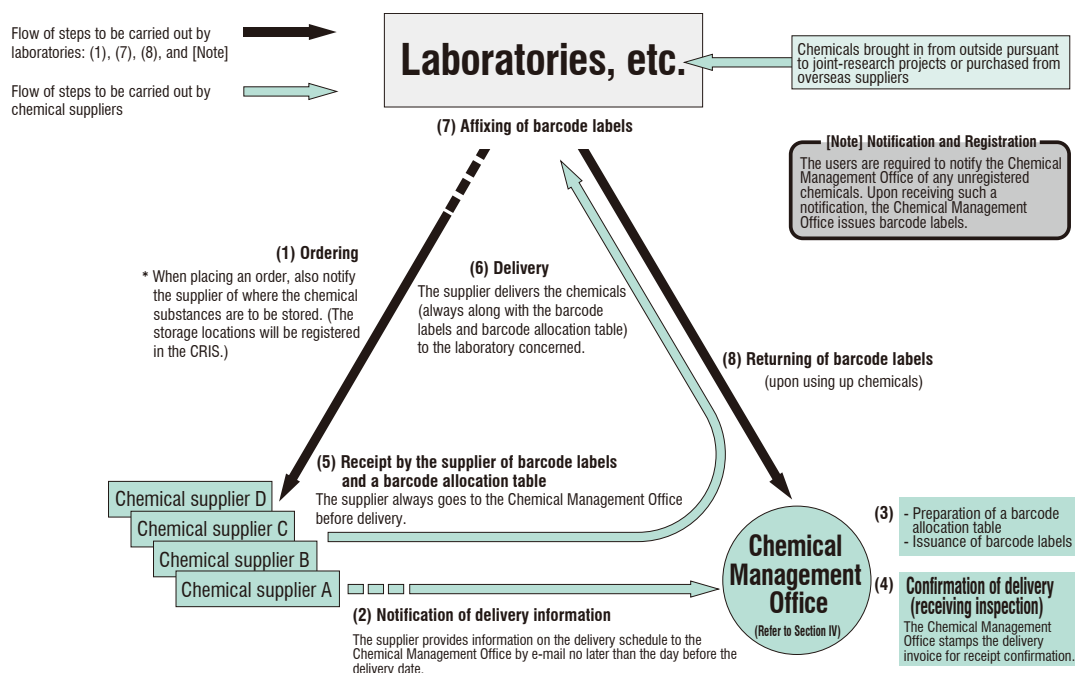 Flow of steps to be carried out by
laboratories: (1), (7), (8), and [Note]
Flow of steps to be carried out by
chemical suppliers
Laboratories, etc.
Chemicals brought in from outside pursuant
to joint-research projects or purchased from
overseas suppliers
(7) Affixing of barcode labels
[Note] Notification and Registration
The users are required to notify the Chemical
Management Office of any unregistered
chemicals. Upon receiving such a
notification, the Chemical Management
Office issues barcode labels.
(1) Ordering
* When placing an order, also notify
the supplier of where the chemical
substances are to be stored. (The
storage locations will be registered
in the CRIS.)
(6) Delivery
The supplier delivers the chemicals
(always along with the barcode
labels and barcode allocation table)
to the laboratory concerned.
(8) Returning of barcode labels
(upon using up chemicals)
(5) Receipt by the supplier of barcode labels
and a barcode allocation table
The supplier always goes to the Chemical Management Office
before delivery.
Chemical supplier D
Chemical supplier C
Chemical supplier B
Chemical supplier A
(2) Notification of delivery information
The supplier provides information on the delivery schedule to the
Chemical Management Office by e-mail no later than the day before the
delivery date.
Chemical
Management
Office
(Refer to Section IV)
(3) - Preparation of a barcode
allocation table
- Issuance of barcode labels
(4) Confirmation of delivery
(receiving inspection)
The Chemical Management
Office stamps the delivery
invoice for receipt confirmation.